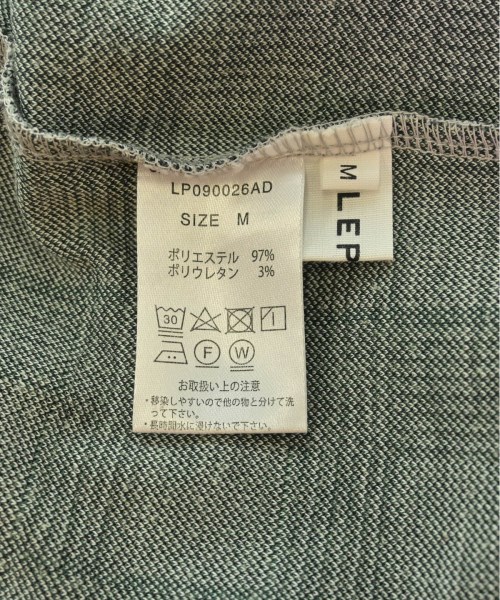 LP090026AD
SIZE M
ポリエステル 97%
ポリウレタン 3%
30
F W
お取扱い上の注意
・移染しやすいので他の物と分けて洗
って下さい。
・長時間水に浸けないで下さい。
M
LEP